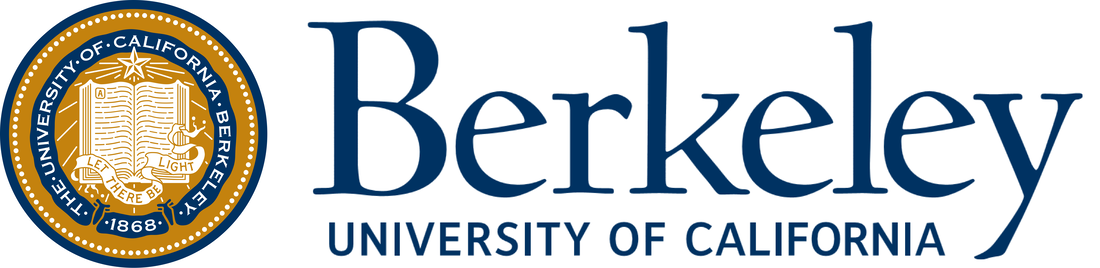 THE·UNIVERSITY·OF·CALIFORNIA·BERKELEY·
A
LET THERE BE LIGHT
·1868·
Berkeley
UNIVERSITY OF CALIFORNIA